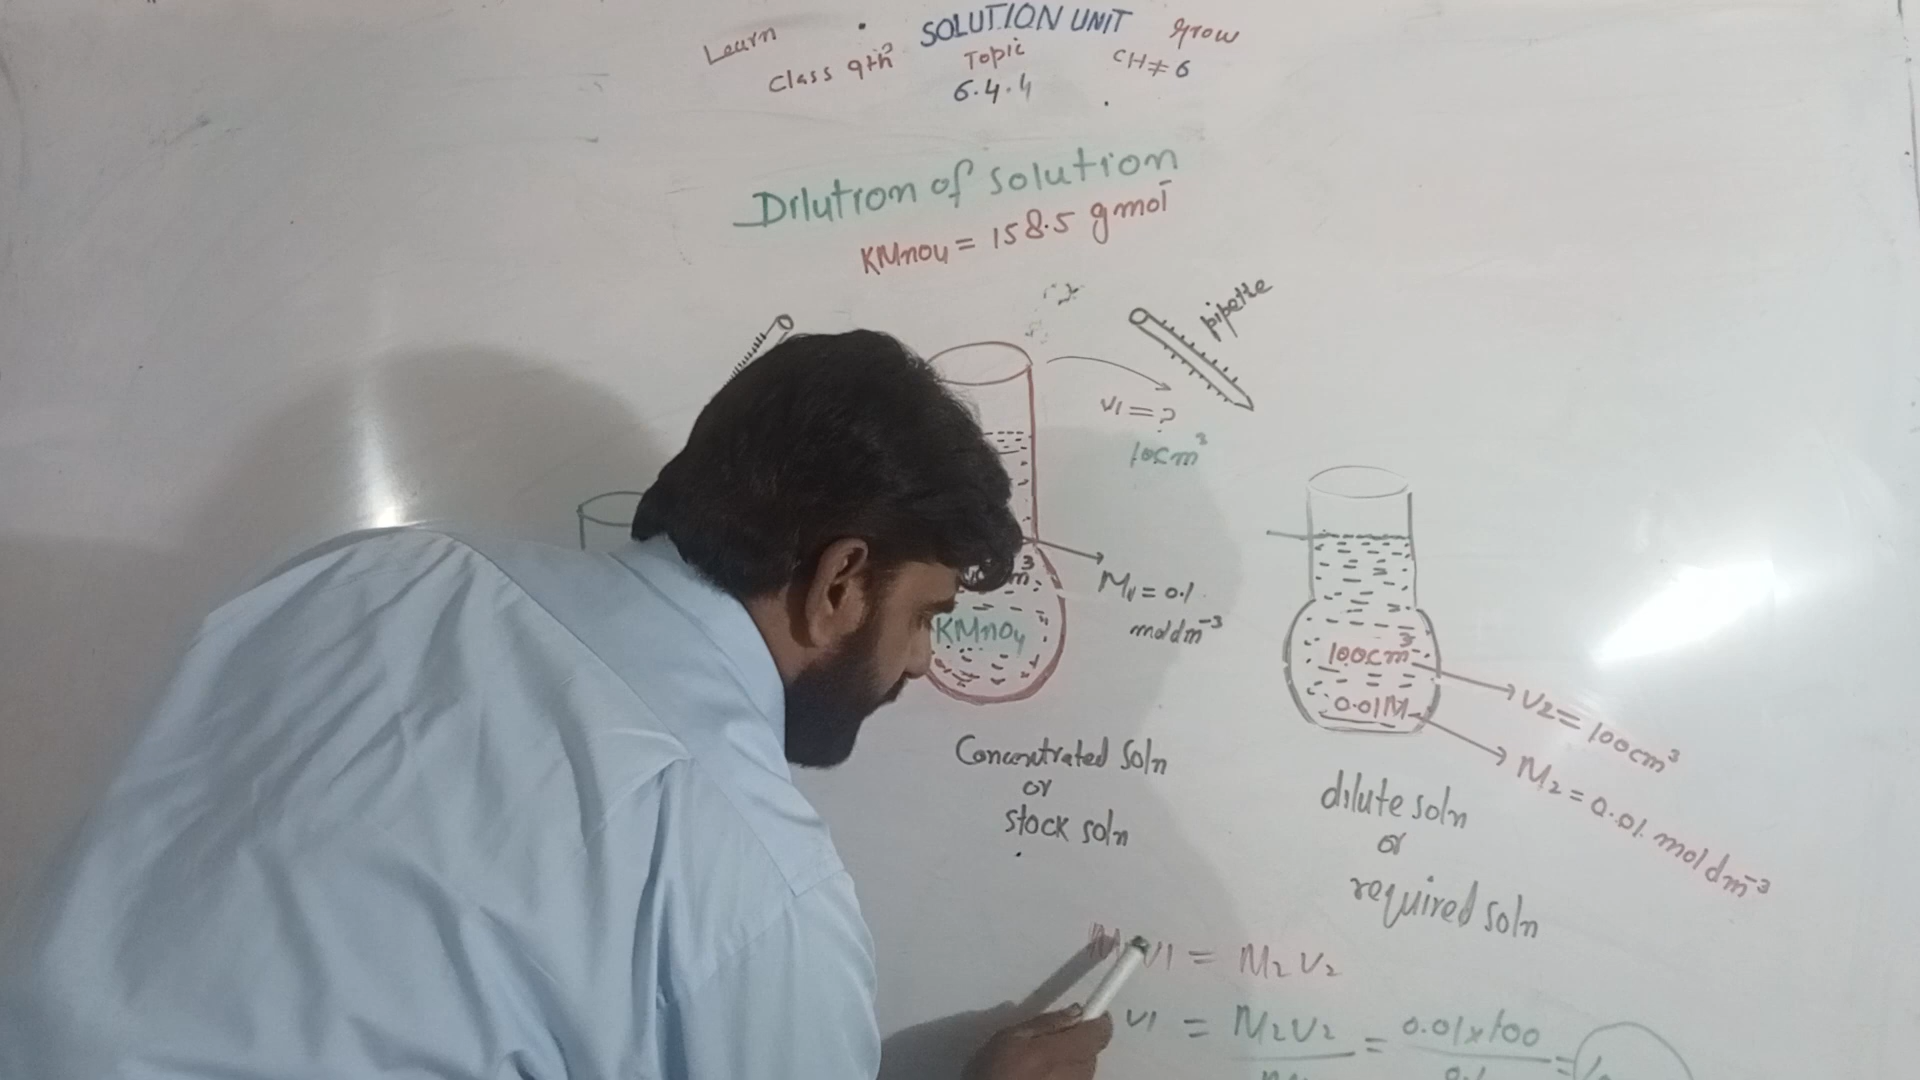 Learn SOLUTION UNIT Grow
Class 9th Topic CH≠6
6.4.4
Dilution of solution
KMnO4 = 158.5 gmol-
pipette
V1 = ?
10cm³
M1 = 0.1
moldm-³
KMnO4
100cm³
0.01M
V2 = 100cm³
M2 = 0.01 moldm-³
Concentrated Soln
or
stock soln
dilute soln
or
required soln
V1 = M2V2
V1 = M2V2 = 0.01x100 =